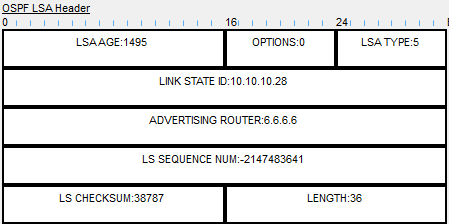 OSPF LSA Header
0 16 24
LSA AGE:1495 OPTIONS:0 LSA TYPE:5
LINK STATE ID:10.10.10.28
ADVERTISING ROUTER:6.6.6.6
LS SEQUENCE NUM:-2147483641
LS CHECKSUM:38787 LENGTH:36